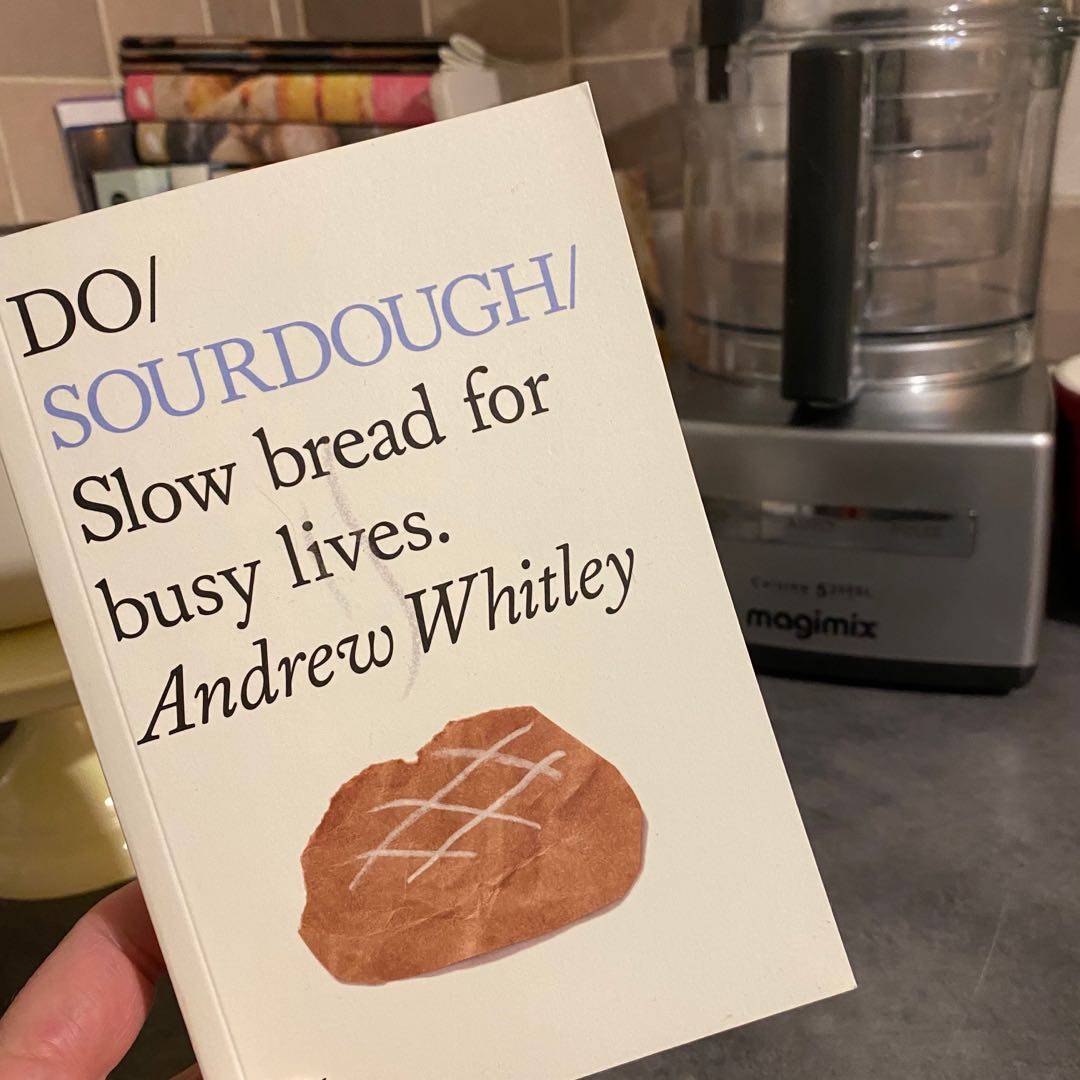 DO/
SOURDOUGH/
Slow bread for
busy lives.
Andrew Whitley
magimix